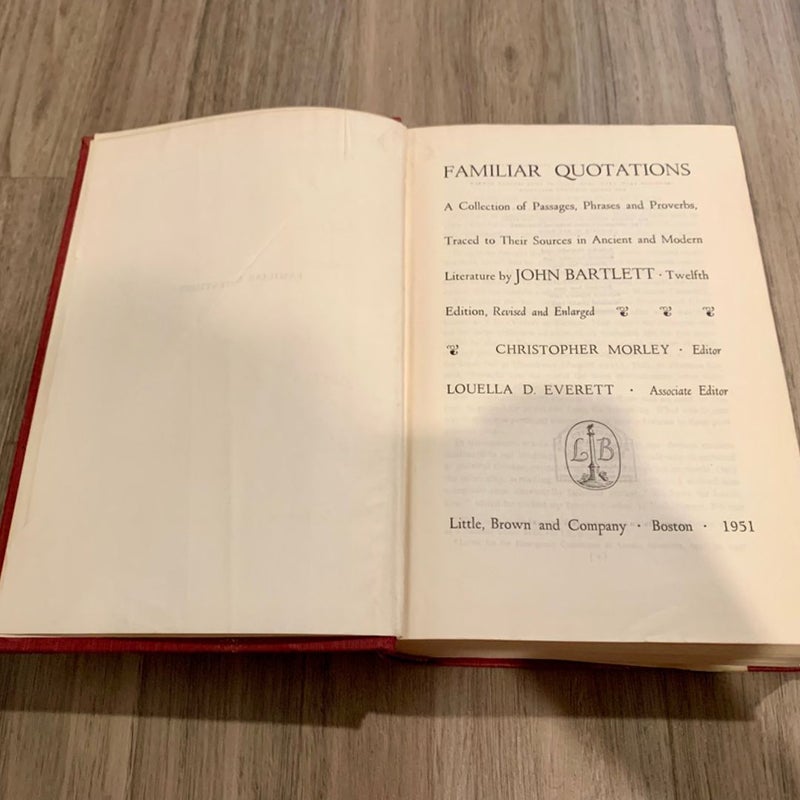 FAMILIAR QUOTATIONS
A Collection of Passages, Phrases and Proverbs,
Traced to Their Sources in Ancient and Modern
Literature by JOHN BARTLETT · Twelfth
Edition, Revised and Enlarged
CHRISTOPHER MORLEY · Editor
LOUELLA D. EVERETT · Associate Editor
L B
Little, Brown and Company · Boston · 1951